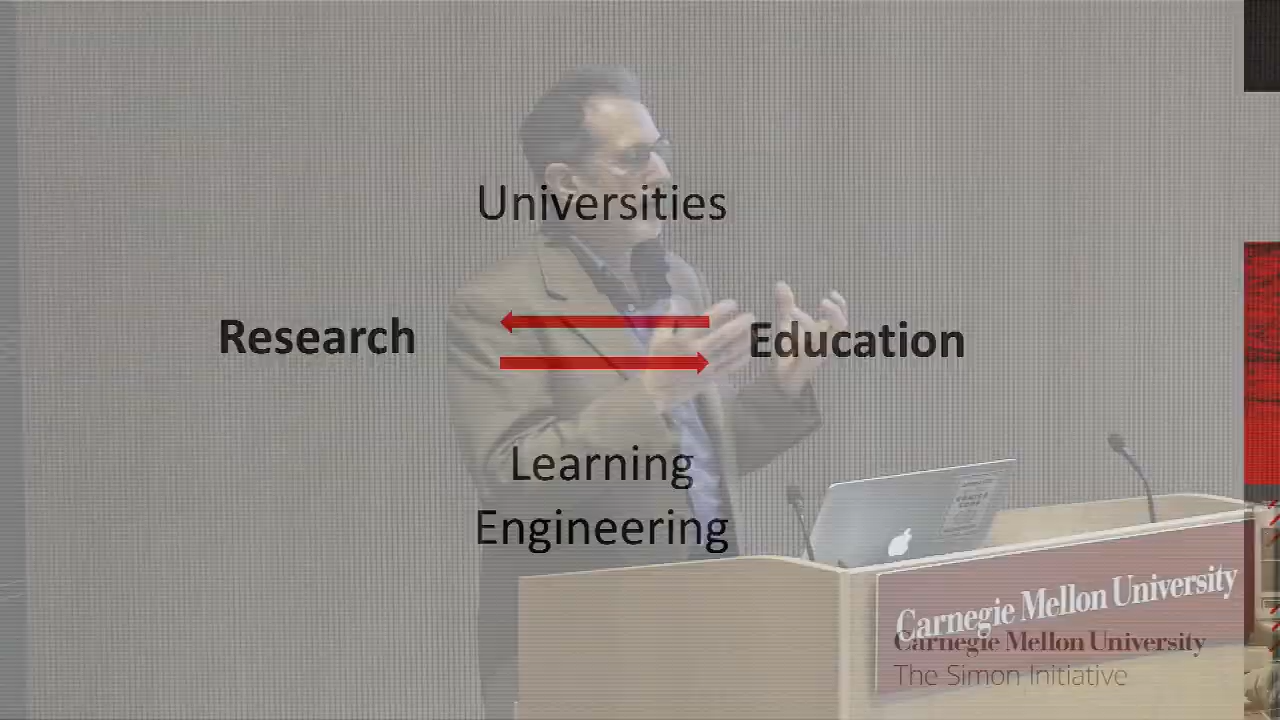 Universities
Research
Education
Learning
Engineering
Carnegie Mellon University
Carnegie Mellon University
The Simon Initiative